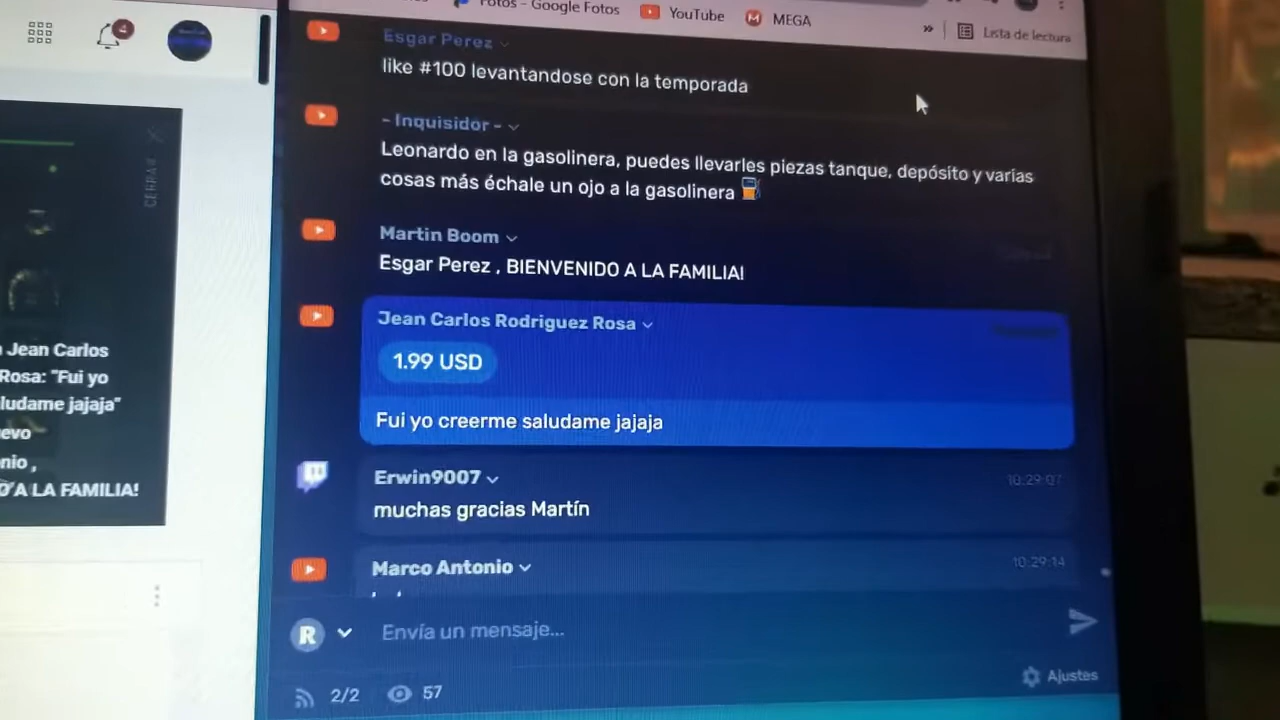 4
Fotos - Google Fotos
YouTube
MEGA
»
Lista de lectura
Esgar Perez
like #100 levantandose con la temporada
- Inquisidor -
Leonardo en la gasolinera, puedes llevarles piezas tanque, depósito y varias
cosas más échale un ojo a la gasolinera
Martin Boom
Esgar Perez , BIENVENIDO A LA FAMILIA!
Jean Carlos Rodriguez Rosa
1.99 USD
Fui yo creerme saludame jajaja
Erwin9007
10:29:07
muchas gracias Martín
Marco Antonio
10:29:14
R
Envía un mensaje...
Ajustes
2/2
57
CERRAR
Jean Carlos
Rosa: "Fui yo
ludame jajaja"
evo
nio ,
A LA FAMILIA!